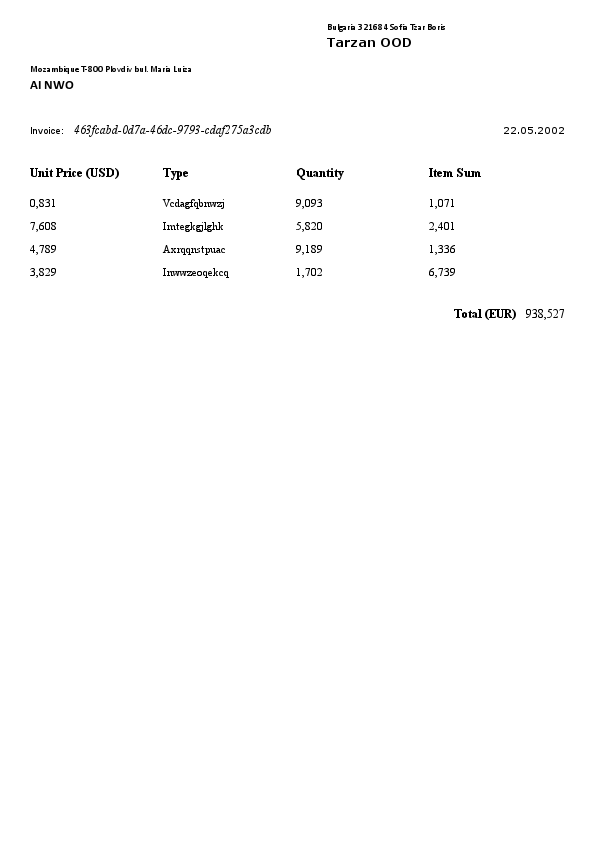 Bulgaria 321684 Sofia Tzar Boris
Tarzan OOD
Mozambique T-800 Plovdiv bul. Maria Luiza
AI NWO
Invoice: 463fcabd-0d7a-46dc-9793-cdaf275a3cdb 22.05.2002
Unit Price (USD) Type Quantity Item Sum
0,831 Vcdagfqbnwzj 9,093 1,071
7,608 Imtegkgjlghk 5,820 2,401
4,789 Axrqqnstpuac 9,189 1,336
3,829 Inwwzeoqekcq 1,702 6,739
Total (EUR) 938,527